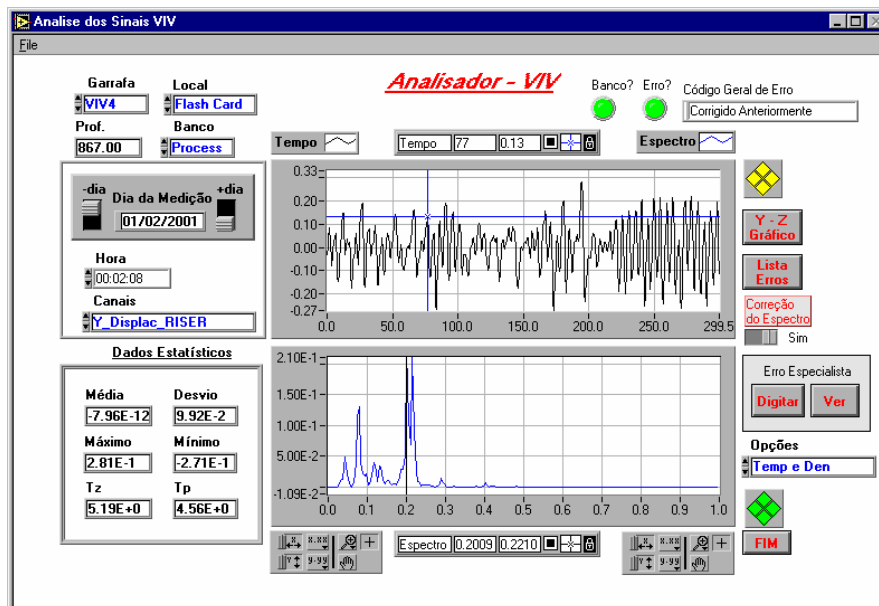 Analise dos Sinais VIV
File
Garrafa Local
VIV4 Flash Card
Analisador - VIV
Banco? Erro? Código Geral de Erro
Corrigido Anteriormente
Prof. Banco
867.00 Process
Tempo Tempo 77 0.13 Espectro
-dia Dia da Medição +dia
01/02/2001
Hora
00:02:08
Canais
Y_Displac_RISER
0.33
0.20
0.10
0.00
-0.10
-0.20
-0.27
0.0 50.0 100.0 150.0 200.0 250.0 299.5
Y - Z
Gráfico
Lista
Erros
Correção
do Espectro
Sim
Dados Estatísticos
Média Desvio
-7.96E-12 9.92E-2
Máximo Mínimo
2.81E-1 -2.71E-1
Tz Tp
5.19E+0 4.56E+0
2.10E-1
1.50E-1
1.00E-1
5.00E-2
-1.09E-2
0.0 0.1 0.2 0.3 0.4 0.5 0.6 0.7 0.8 0.9 1.0
Erro Especialista
Digitar Ver
Opções
Temp e Den
FIM
X x.xx
Y y.yy
Espectro 0.2009 0.2210
X x.xx
Y y.yy